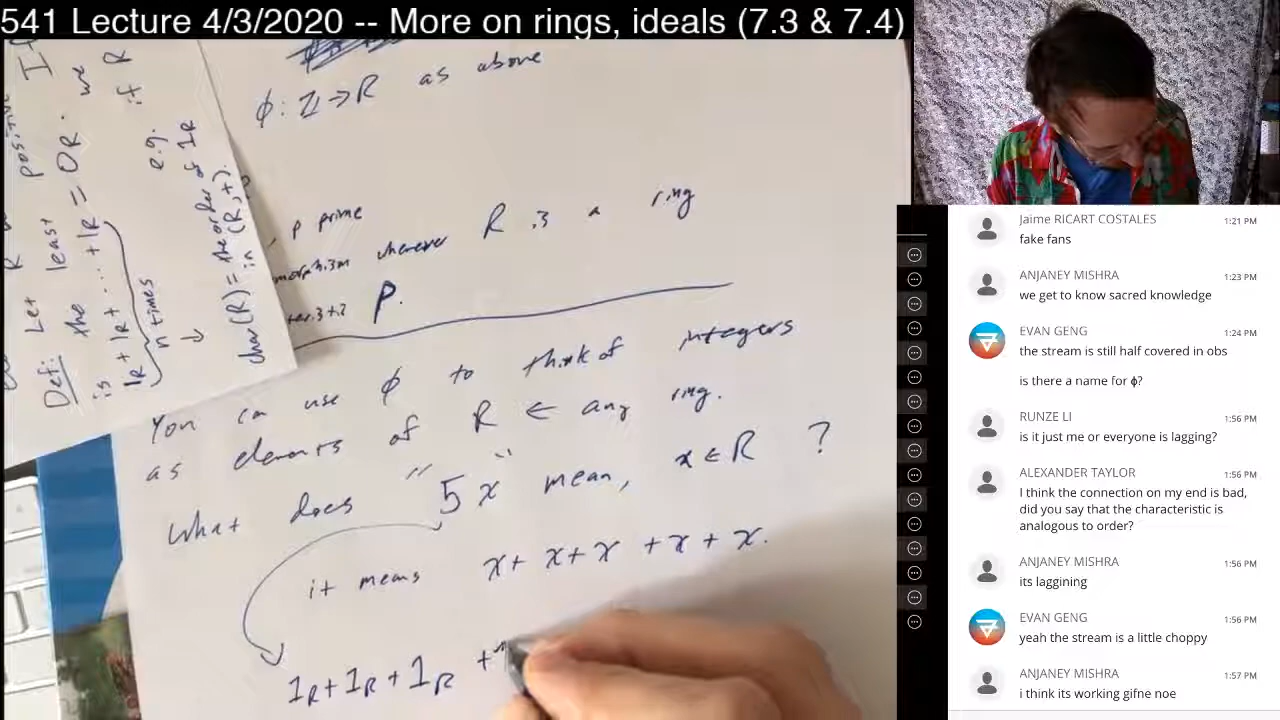 541 Lecture 4/3/2020 -- More on rings, ideals (7.3 & 7.4)
ϕ: ℤ → R as above
, p prime
morphism whenever R is a ring
p.
You can use ϕ to think of integers
as elements of R ← any ring.
What does "5x" mean, x ∈ R ?
it means x + x + x + x + x.
1R + 1R + 1R +
positive
Def: Let
the least
is
1R + 1R + ... + 1R = 0R. we
n times
e.g. if R
char(R) = the order of 1R
in (R, +).
Jaime RICART COSTALES 1:21 PM
fake fans
ANJANEY MISHRA 1:23 PM
we get to know sacred knowledge
EVAN GENG 1:24 PM
the stream is still half covered in obs
is there a name for ϕ?
RUNZE LI 1:56 PM
is it just me or everyone is lagging?
ALEXANDER TAYLOR 1:56 PM
I think the connection on my end is bad,
did you say that the characteristic is
analogous to order?
ANJANEY MISHRA 1:56 PM
its laggining
EVAN GENG 1:56 PM
yeah the stream is a little choppy
ANJANEY MISHRA 1:57 PM
i think its working gifne noe